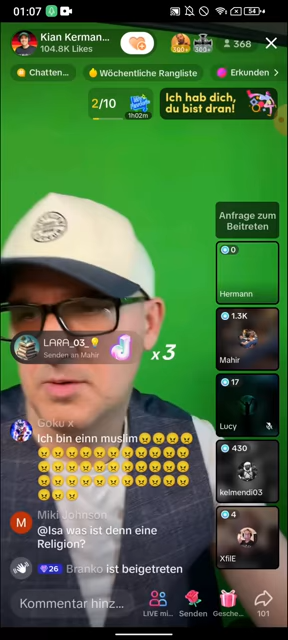 01:07
54
Kian Kerman...
104.8K Likes
368
100+
100+
Chatten...
Wöchentliche Rangliste
Erkunden
2/10
1h02m
Ich hab dich,
du bist dran!
Anfrage zum
Beitreten
0
Hermann
1.3K
Mahir
17
Lucy
430
kelmendi03
4
XfilE
LARA_03_💡
Senden an Mahir
x3
Goku x
Ich bin einn muslim😠😠😠😠
😠😠😠😠😠😠😠😠😠😠😠
😠😠😠😠😠😠😠😠😠😠😠
😠😠😠😠😠😠😠😠😠😠😠
😠😠😠
M
Miki Johnson
@Isa was ist denn eine
Religion?
26 Branko ist beigetreten
Kommentar hinz...
LIVE mi...
Senden
Gesche...
101